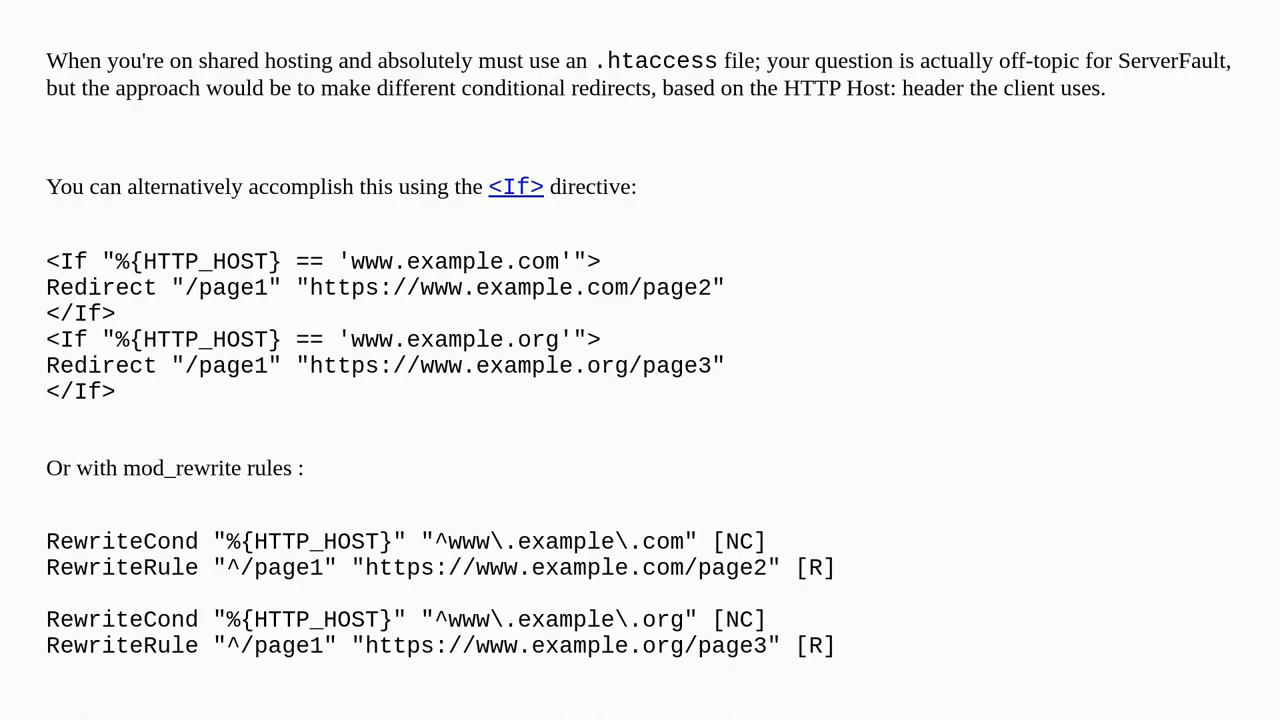 When you're on shared hosting and absolutely must use an .htaccess file; your question is actually off-topic for ServerFault,
but the approach would be to make different conditional redirects, based on the HTTP Host: header the client uses.
You can alternatively accomplish this using the <If> directive:
<If "%{HTTP_HOST} == 'www.example.com'">
Redirect "/page1" "https://www.example.com/page2"
</If>
<If "%{HTTP_HOST} == 'www.example.org'">
Redirect "/page1" "https://www.example.org/page3"
</If>
Or with mod_rewrite rules :
RewriteCond "%{HTTP_HOST}" "^www\.example\.com" [NC]
RewriteRule "^/page1" "https://www.example.com/page2" [R]
RewriteCond "%{HTTP_HOST}" "^www\.example\.org" [NC]
RewriteRule "^/page1" "https://www.example.org/page3" [R]